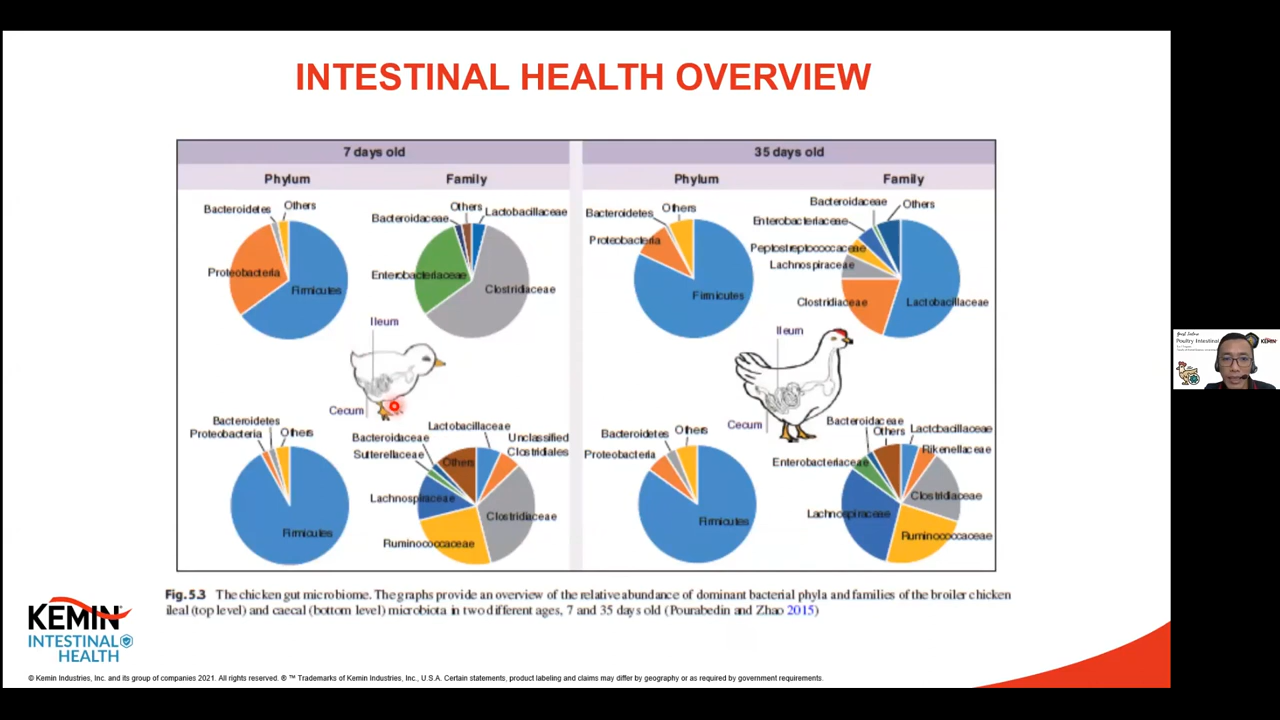 INTESTINAL HEALTH OVERVIEW
7 days old
Phylum
Family
Bacteroidetes
Others
Proteobacteria
Firmicutes
Bacteroidaceae
Others
Lactobacillaceae
Enterobacteriaceae
Clostridiaceae
Ileum
Cecum
Bacteroidetes
Proteobacteria
Others
Firmicutes
Lactobacillaceae
Bacteroidaceae
Unclassified
Clostridiales
Sutterellaceae
Others
Lachnospiraceae
Clostridiaceae
Ruminococcaceae
35 days old
Phylum
Family
Bacteroidetes
Others
Proteobacteria
Firmicutes
Bacteroidaceae
Others
Enterobacteriaceae
Peptostreptococcaceae
Lachnospiraceae
Clostridiaceae
Lactobacillaceae
Ileum
Cecum
Bacteroidetes
Others
Proteobacteria
Firmicutes
Bacteroidaceae
Others
Lactobacillaceae
Rikenellaceae
Enterobacteriaceae
Clostridiaceae
Lachnospiraceae
Ruminococcaceae
Fig. 5.3 The chicken gut microbiome. The graphs provide an overview of the relative abundance of dominant bacterial phyla and families of the broiler chicken
ileal (top level) and caecal (bottom level) microbiota in two different ages, 7 and 35 days old (Pourabedin and Zhao 2015)
KEMIN
INTESTINAL
HEALTH
© Kemin Industries, Inc. and its group of companies 2021. All rights reserved. ® ™ Trademarks of Kemin Industries, Inc., U.S.A. Certain statements, product labeling and claims may differ by geography or as required by government requirements.
Poultry Intestinal
KEMIN